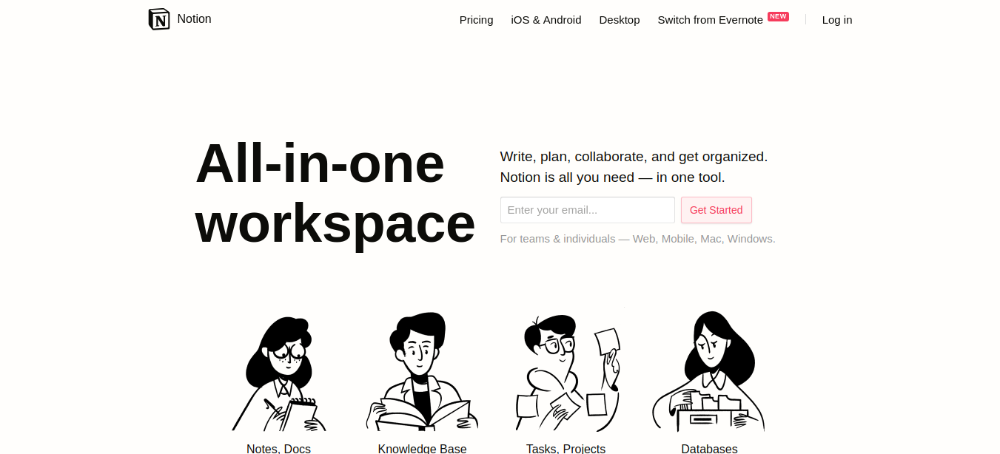 Notion
Pricing
iOS & Android
Desktop
Switch from Evernote NEW
Log in
All-in-one
workspace
Write, plan, collaborate, and get organized.
Notion is all you need — in one tool.
Enter your email...
Get Started
For teams & individuals — Web, Mobile, Mac, Windows.
Notes, Docs
Knowledge Base
Tasks, Projects
Databases